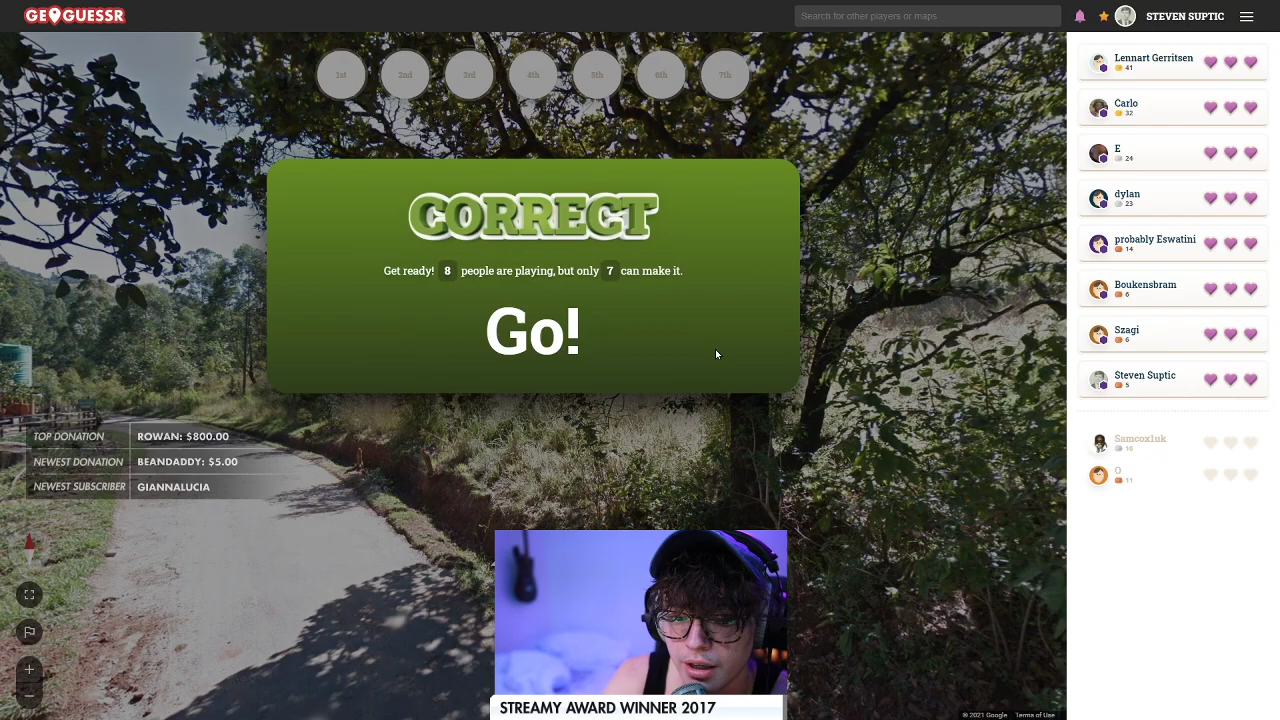 GEOGUESSR
Search for other players or maps
STEVEN SUPTIC
1st
2nd
3rd
4th
5th
6th
7th
CORRECT
Get ready! 8 people are playing, but only 7 can make it.
Go!
TOP DONATION ROWAN: $800.00
NEWEST DONATION BEANDADDY: $5.00
NEWEST SUBSCRIBER GIANNALUCIA
STREAMY AWARD WINNER 2017
© 2021 Google Terms of Use
Lennart Gerritsen
41
Carlo
32
E
24
dylan
23
probably Eswatini
14
Boukensbram
6
Szagi
6
Steven Suptic
5
Samcox1uk
16
O
11